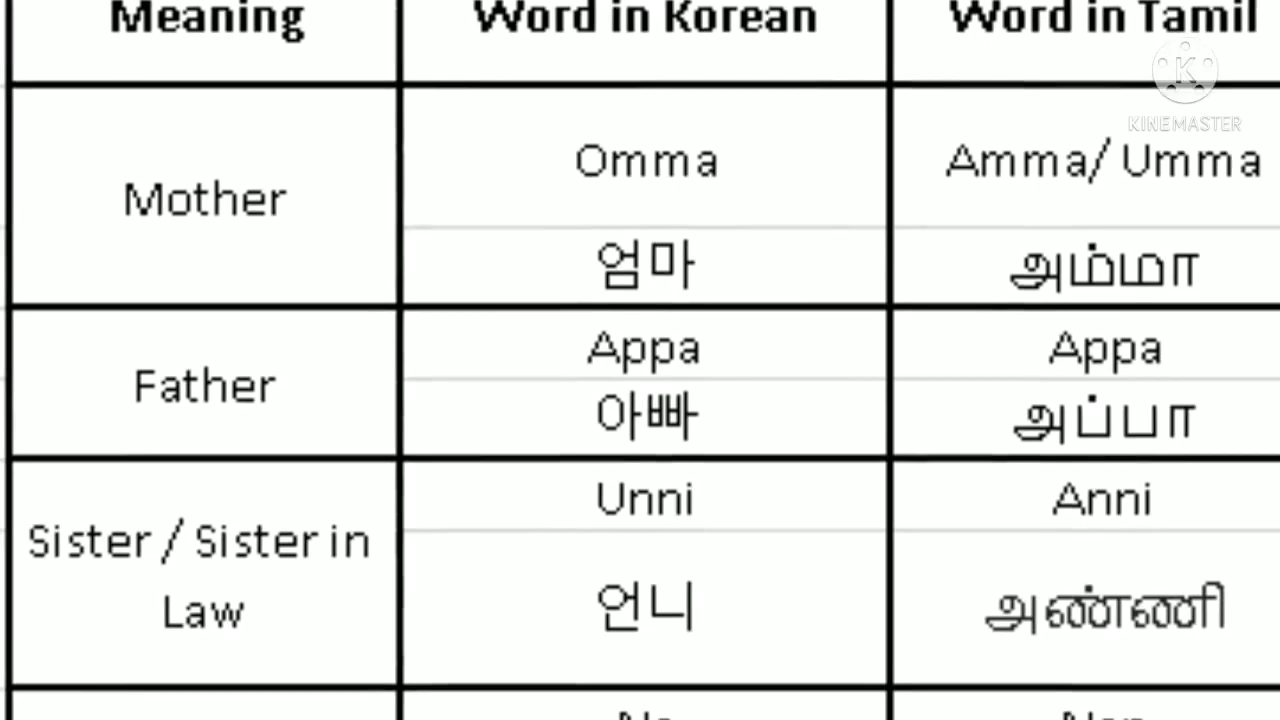 Meaning
Word in Korean
Word in Tamil
KINEMASTER
Mother
Omma
Amma/ Umma
엄마
அம்மா
Father
Appa
Appa
아빠
அப்பா
Sister / Sister in
Law
Unni
Anni
언니
அண்ணி